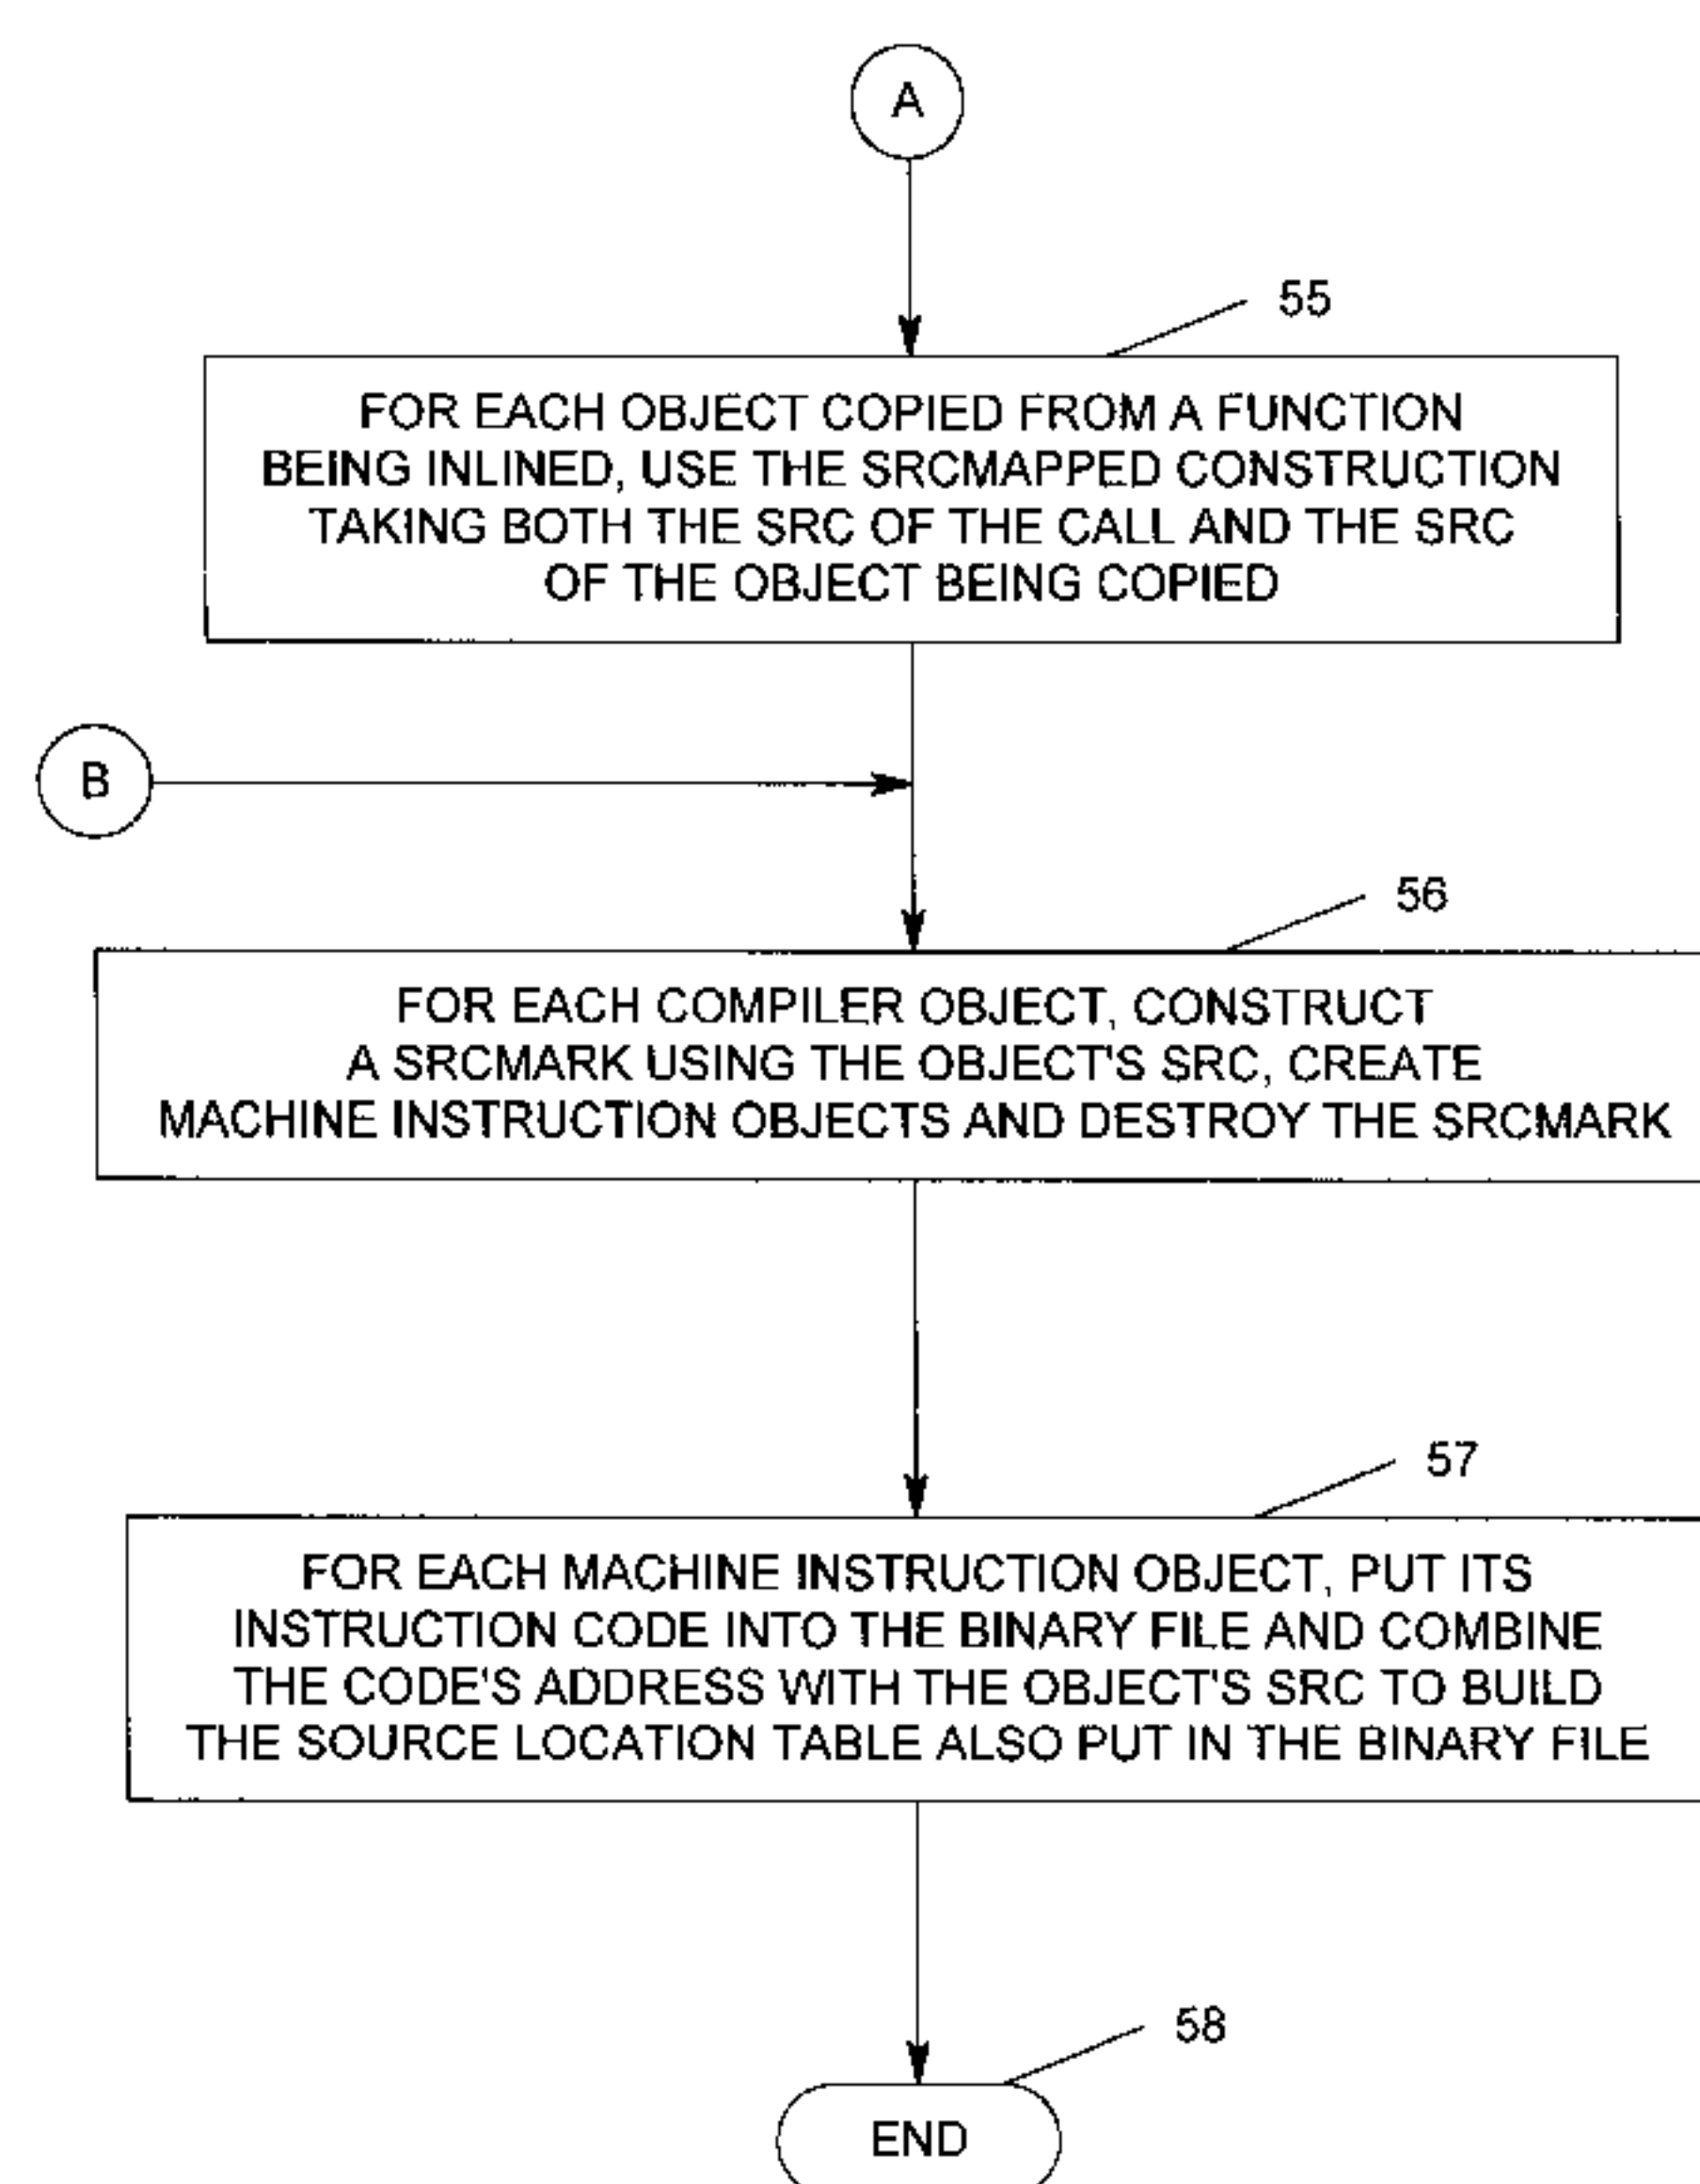 A
55
FOR EACH OBJECT COPIED FROM A FUNCTION
BEING INLINED, USE THE SRCMAPPED CONSTRUCTION
TAKING BOTH THE SRC OF THE CALL AND THE SRC
OF THE OBJECT BEING COPIED
B
56
FOR EACH COMPILER OBJECT, CONSTRUCT
A SRCMARK USING THE OBJECT'S SRC, CREATE
MACHINE INSTRUCTION OBJECTS AND DESTROY THE SRCMARK
57
FOR EACH MACHINE INSTRUCTION OBJECT, PUT ITS
INSTRUCTION CODE INTO THE BINARY FILE AND COMBINE
THE CODE'S ADDRESS WITH THE OBJECT'S SRC TO BUILD
THE SOURCE LOCATION TABLE ALSO PUT IN THE BINARY FILE
58
END